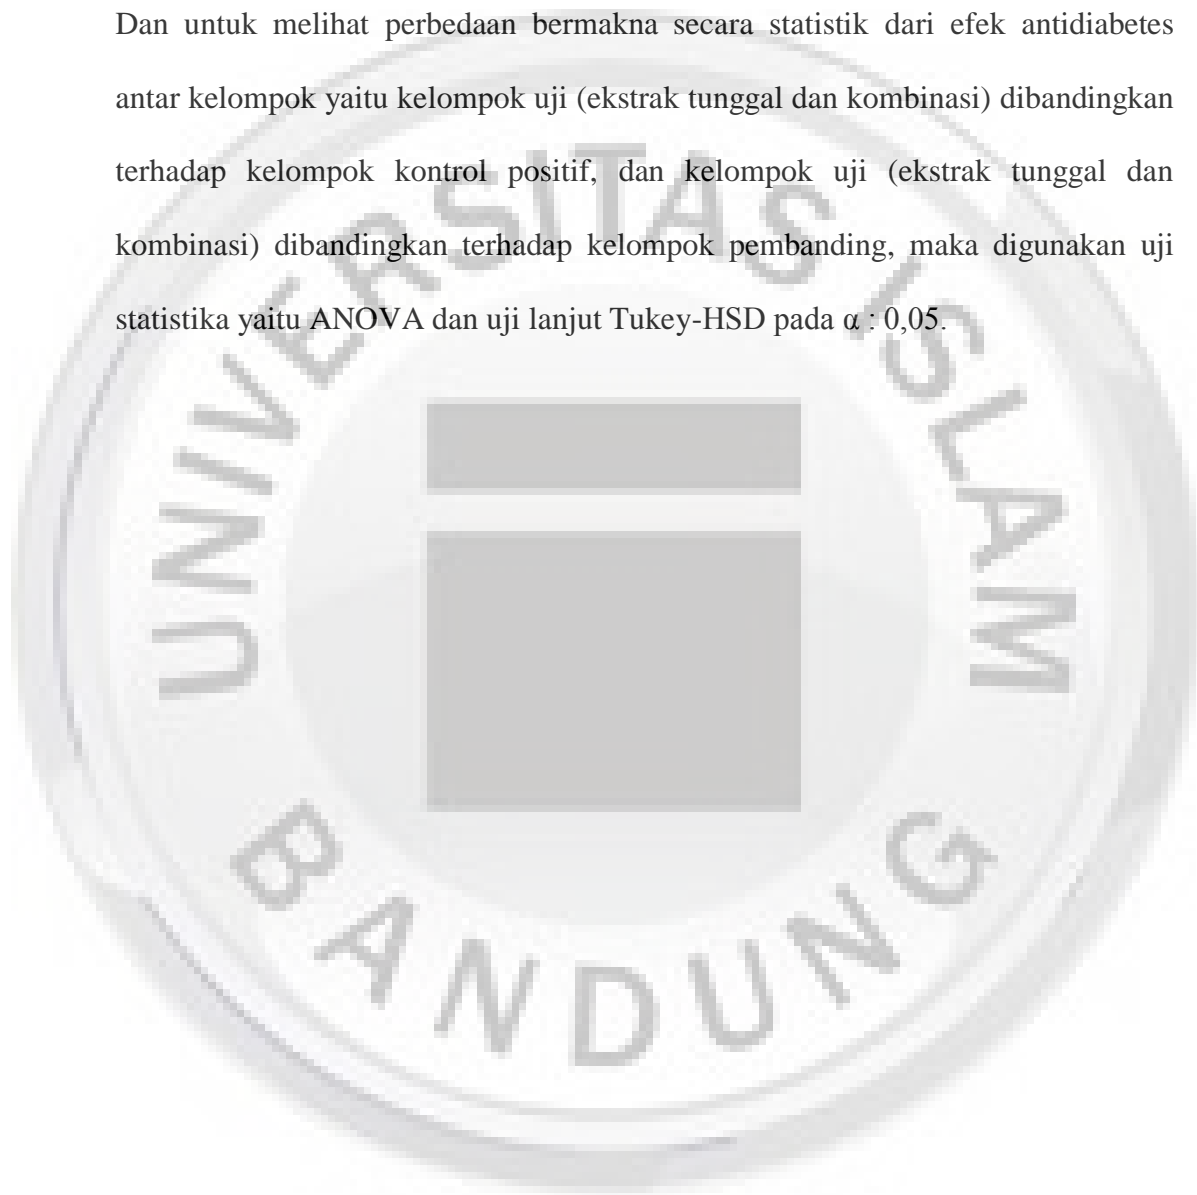 Dan untuk melihat perbedaan bermakna secara statistik dari efek antidiabetes
antar kelompok yaitu kelompok uji (ekstrak tunggal dan kombinasi) dibandingkan
terhadap kelompok kontrol positif, dan kelompok uji (ekstrak tunggal dan
kombinasi) dibandingkan terhadap kelompok pembanding, maka digunakan uji
statistika yaitu ANOVA dan uji lanjut Tukey-HSD pada α : 0,05.
UNIVERSITAS ISLAM
BANDUNG